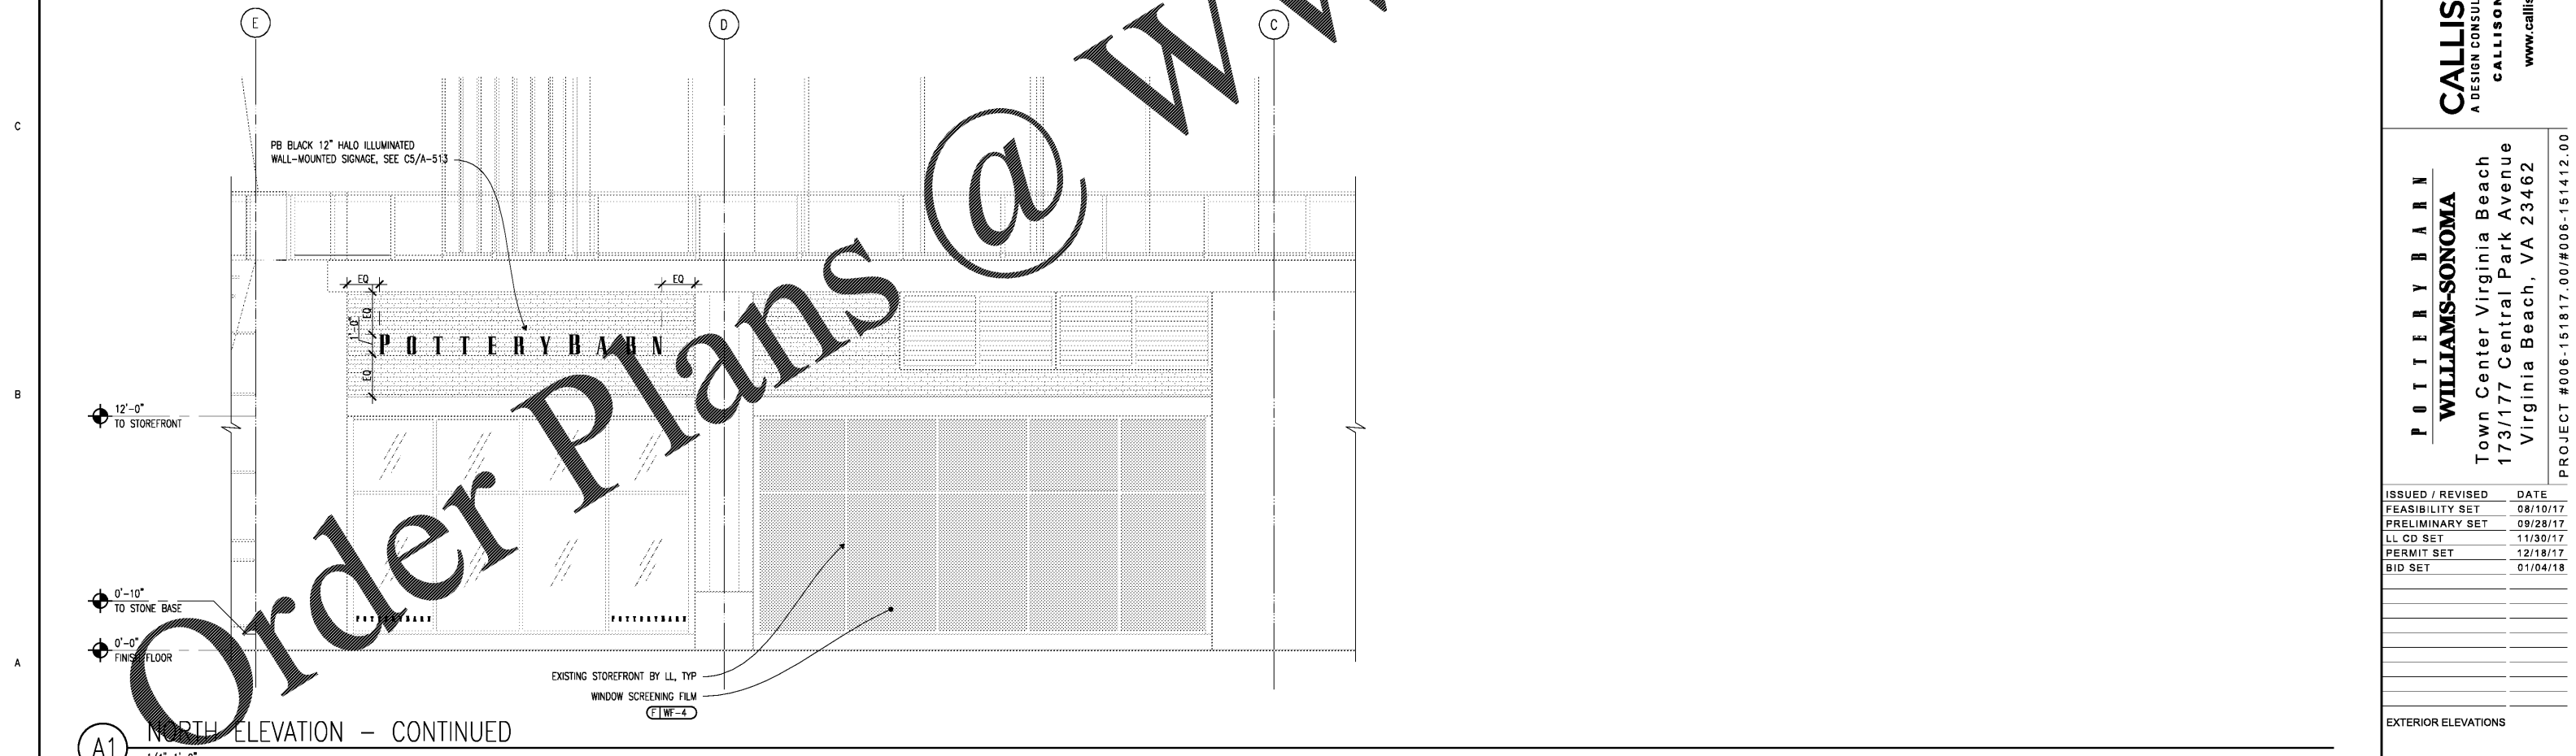 E
D
C
C
B
A
PB BLACK 12" HALO ILLUMINATED
WALL-MOUNTED SIGNAGE, SEE C5/A-513
EQ
EQ
EQ
1'-0"
EQ
POTTERYBARN
12'-0"
TO STOREFRONT
0'-10"
TO STONE BASE
0'-0"
FINISH FLOOR
POTTERYBARN
POTTERYBARN
EXISTING STOREFRONT BY LL, TYP
WINDOW SCREENING FILM
F WF-4
A1
NORTH ELEVATION - CONTINUED
Order Plans @
CALLIS
A DESIGN CONSUL
CALLISON
www.callis
POTTERY BARN
WILLIAMS-SONOMA
Town Center Virginia Beach
173/177 Central Park Avenue
Virginia Beach, VA 23462
PROJECT #006-151817.00/#006-151412.00
ISSUED / REVISED DATE
FEASIBILITY SET 08/10/17
PRELIMINARY SET 09/28/17
LL CD SET 11/30/17
PERMIT SET 12/18/17
BID SET 01/04/18
EXTERIOR ELEVATIONS